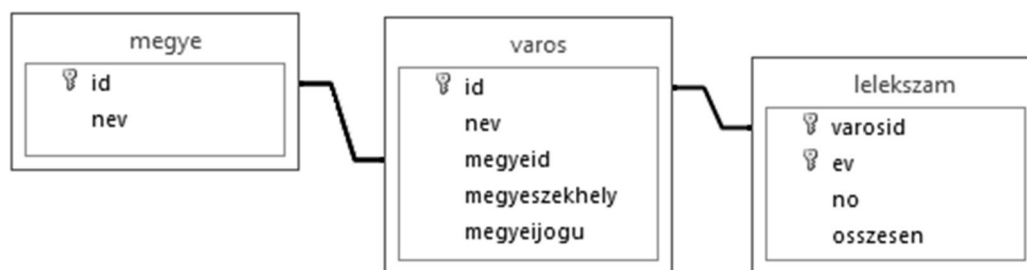 megye
id
nev
varos
id
nev
megyeid
megyeszekhely
megyeijogu
lelekszam
varosid
ev
no
osszesen